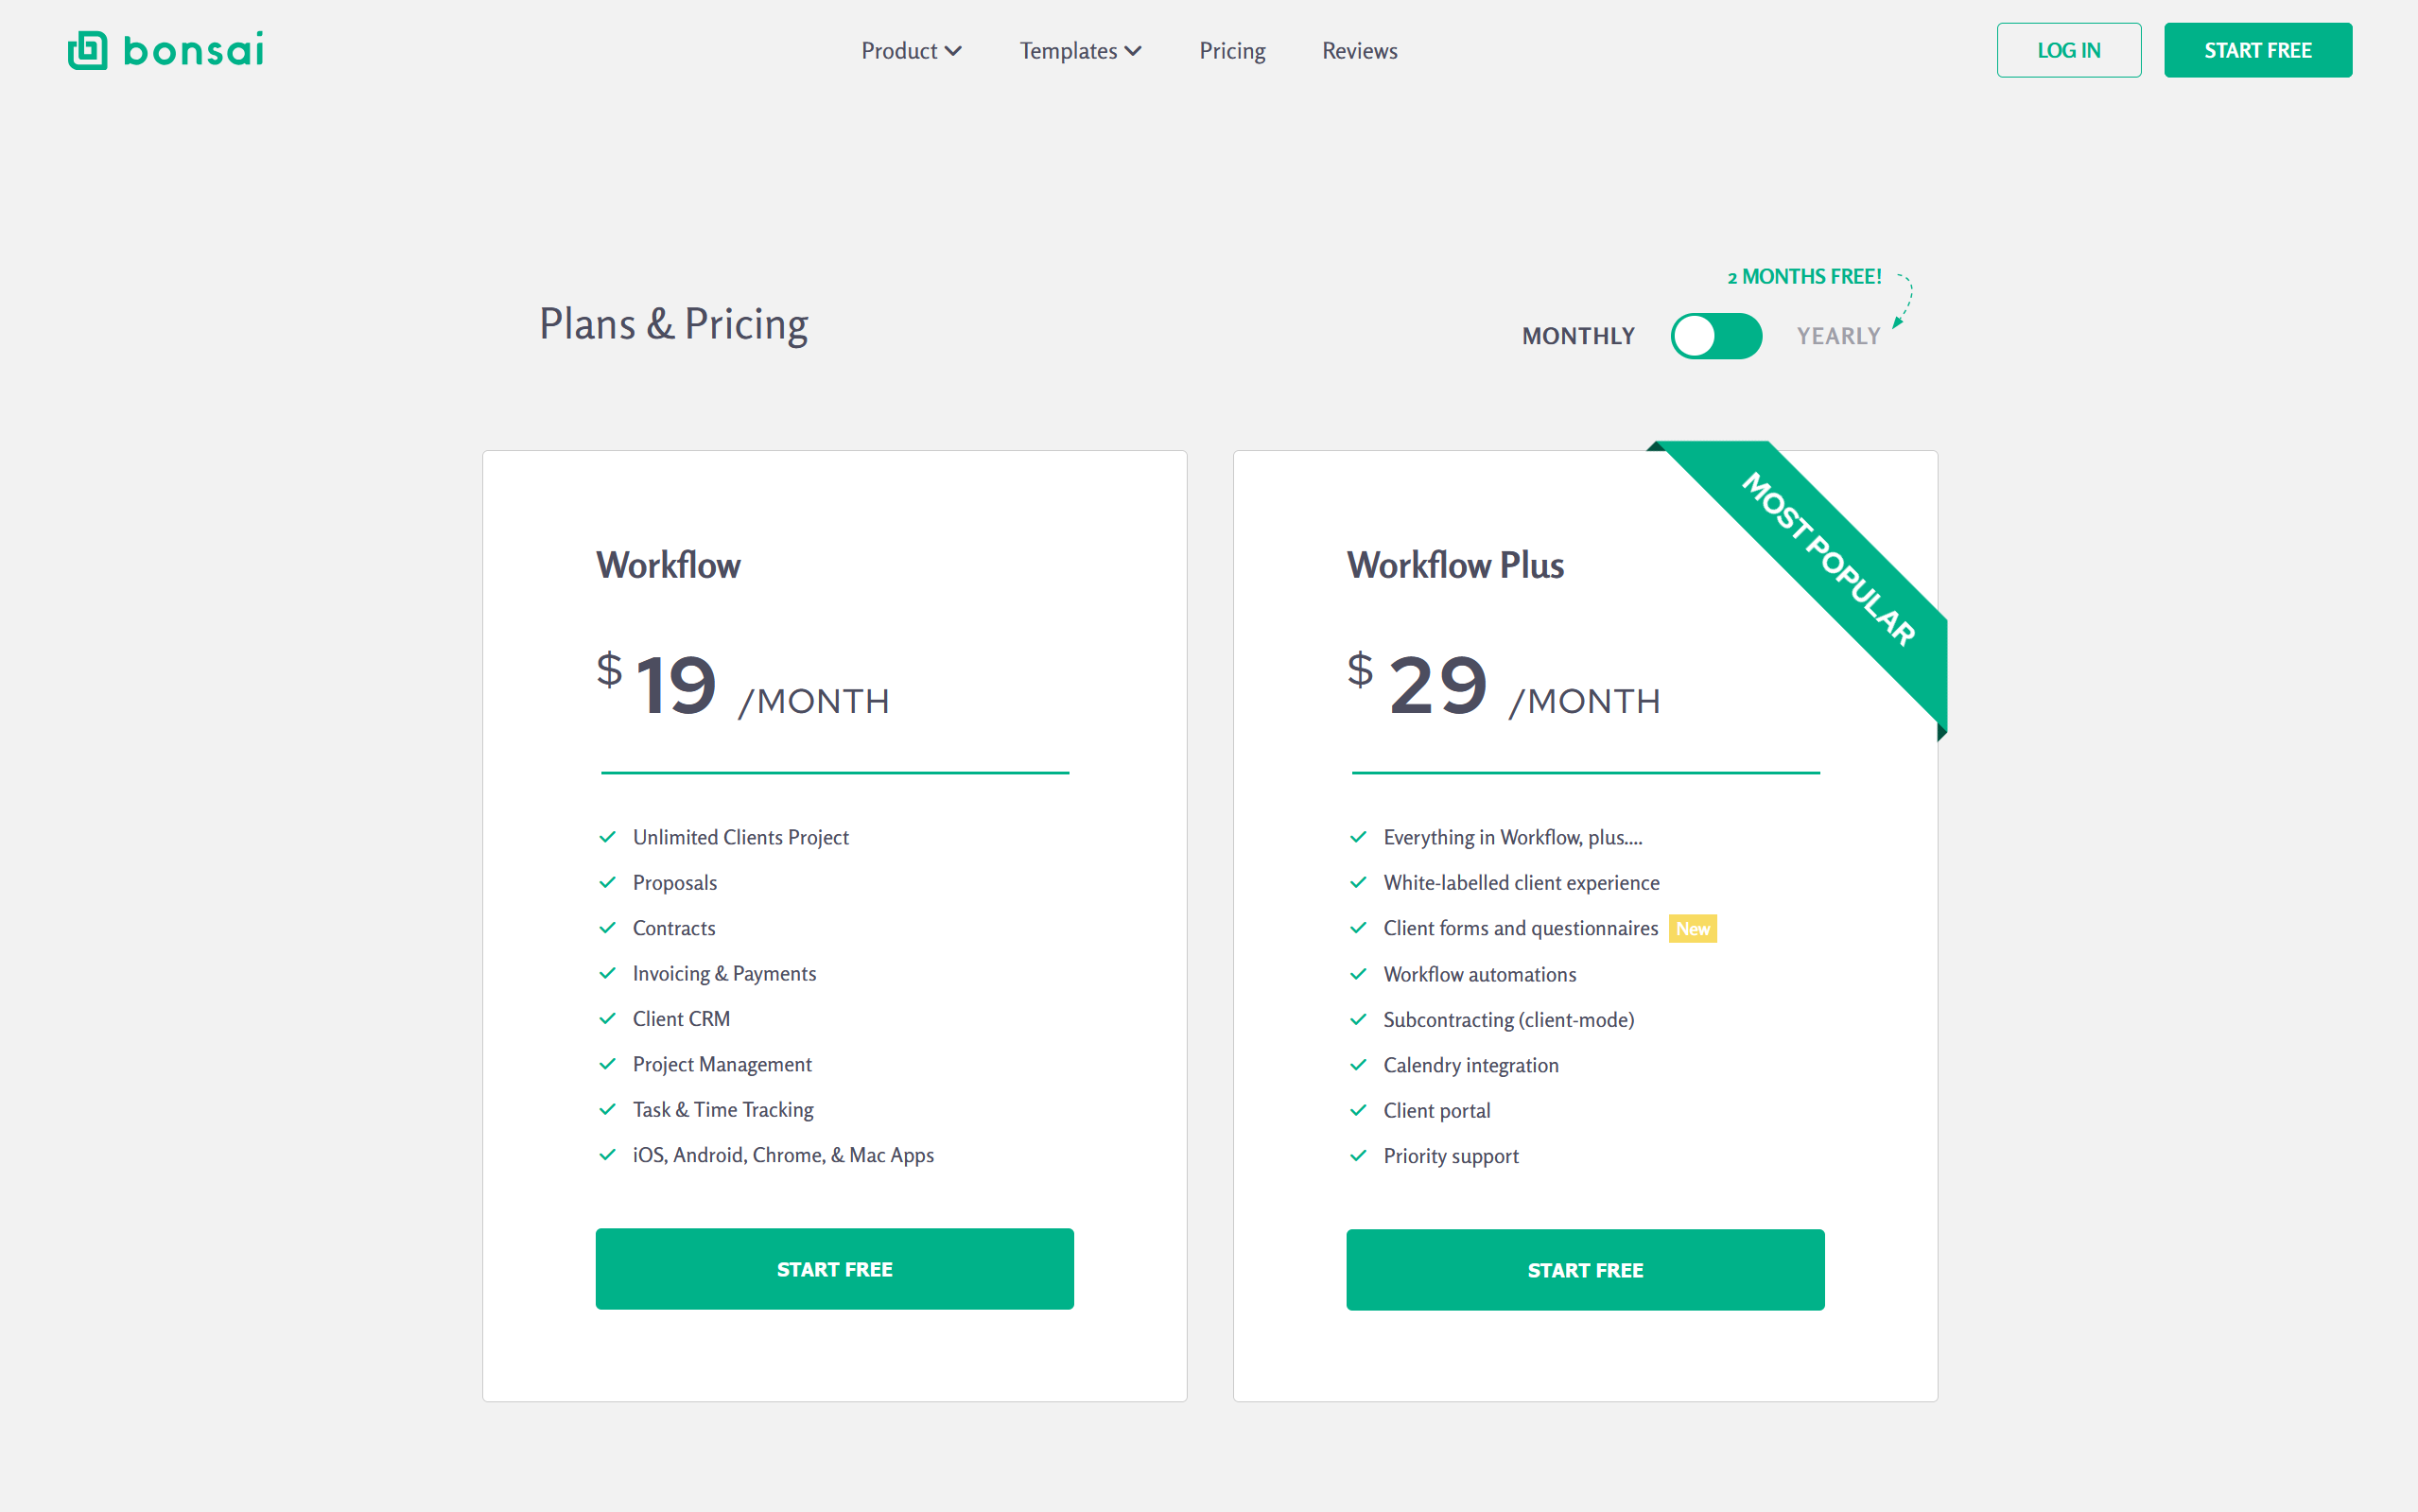 bonsai
Product
Templates
Pricing
Reviews
LOG IN
START FREE
Plans & Pricing
2 MONTHS FREE!
MONTHLY
YEARLY
Workflow
$19 /MONTH
Unlimited Clients Project
Proposals
Contracts
Invoicing & Payments
Client CRM
Project Management
Task & Time Tracking
iOS, Android, Chrome, & Mac Apps
START FREE
MOST POPULAR
Workflow Plus
$29 /MONTH
Everything in Workflow, plus....
White-labelled client experience
Client forms and questionnaires New
Workflow automations
Subcontracting (client-mode)
Calendry integration
Client portal
Priority support
START FREE